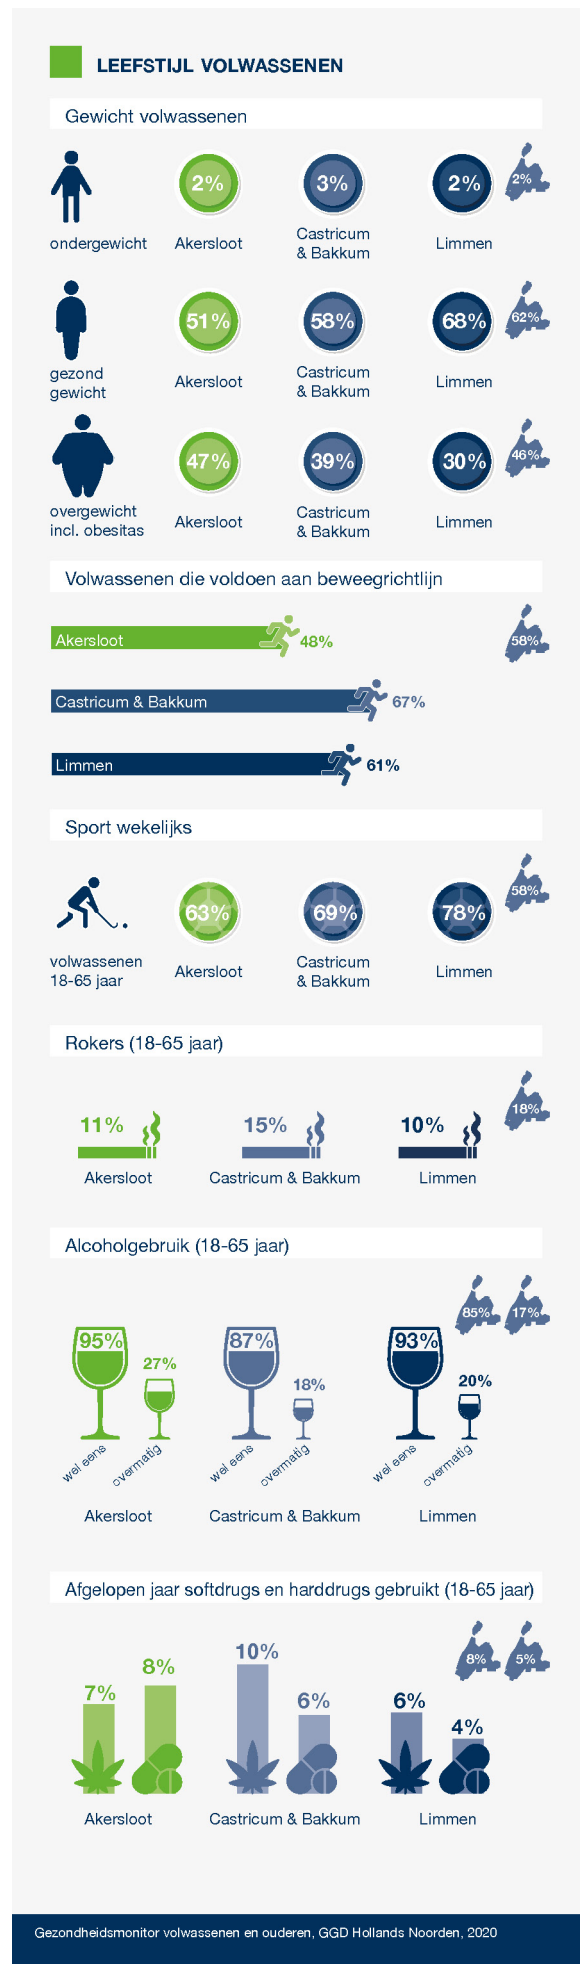 LEEFSTIJL VOLWASSENEN
Gewicht volwassenen
2%
3%
2%
2%
ondergewicht
Akersloot
Castricum
& Bakkum
Limmen
51%
58%
68%
62%
gezond
gewicht
Akersloot
Castricum
& Bakkum
Limmen
47%
39%
30%
46%
overgewicht
incl. obesitas
Akersloot
Castricum
& Bakkum
Limmen
Volwassenen die voldoen aan beweegrichtlijn
Akersloot
48%
58%
Castricum & Bakkum
67%
Limmen
61%
Sport wekelijks
63%
69%
78%
58%
volwassenen
18-65 jaar
Akersloot
Castricum
& Bakkum
Limmen
Rokers (18-65 jaar)
11%
15%
10%
18%
Akersloot
Castricum & Bakkum
Limmen
Alcoholgebruik (18-65 jaar)
85%
17%
95%
27%
87%
18%
93%
20%
wel eens
overmatig
wel eens
overmatig
wel eens
overmatig
Akersloot
Castricum & Bakkum
Limmen
Afgelopen jaar softdrugs en harddrugs gebruikt (18-65 jaar)
8%
5%
7%
8%
10%
6%
6%
4%
Akersloot
Castricum & Bakkum
Limmen
Gezondheidsmonitor volwassenen en ouderen, GGD Hollands Noorden, 2020